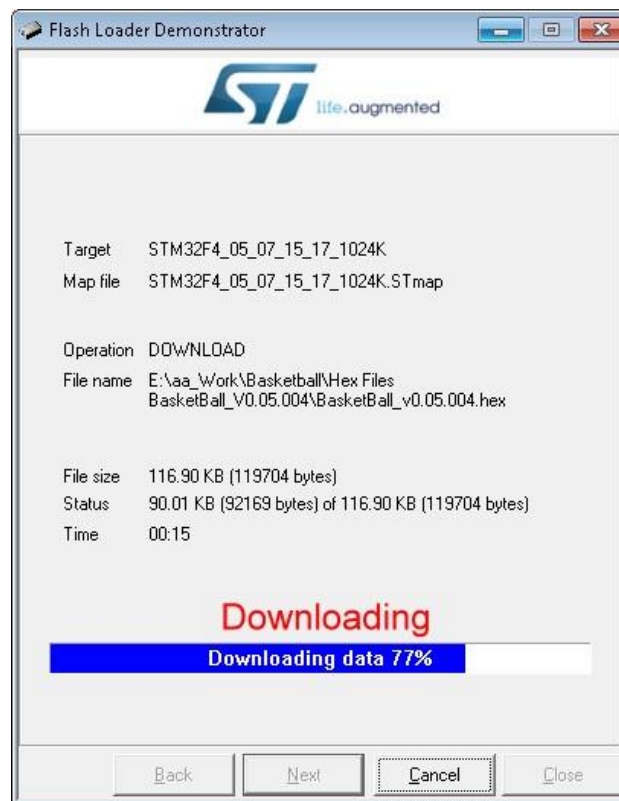 Flash Loader Demonstrator
ST life.augmented
Target STM32F4_05_07_15_17_1024K
Map file STM32F4_05_07_15_17_1024K.STmap
Operation DOWNLOAD
File name E:\aa_Work\Basketball\Hex Files
BasketBall_V0.05.004\BasketBall_v0.05.004.hex
File size 116.90 KB (119704 bytes)
Status 90.01 KB (92169 bytes) of 116.90 KB (119704 bytes)
Time 00:15
Downloading
Downloading data 77%
Back Next Cancel Close